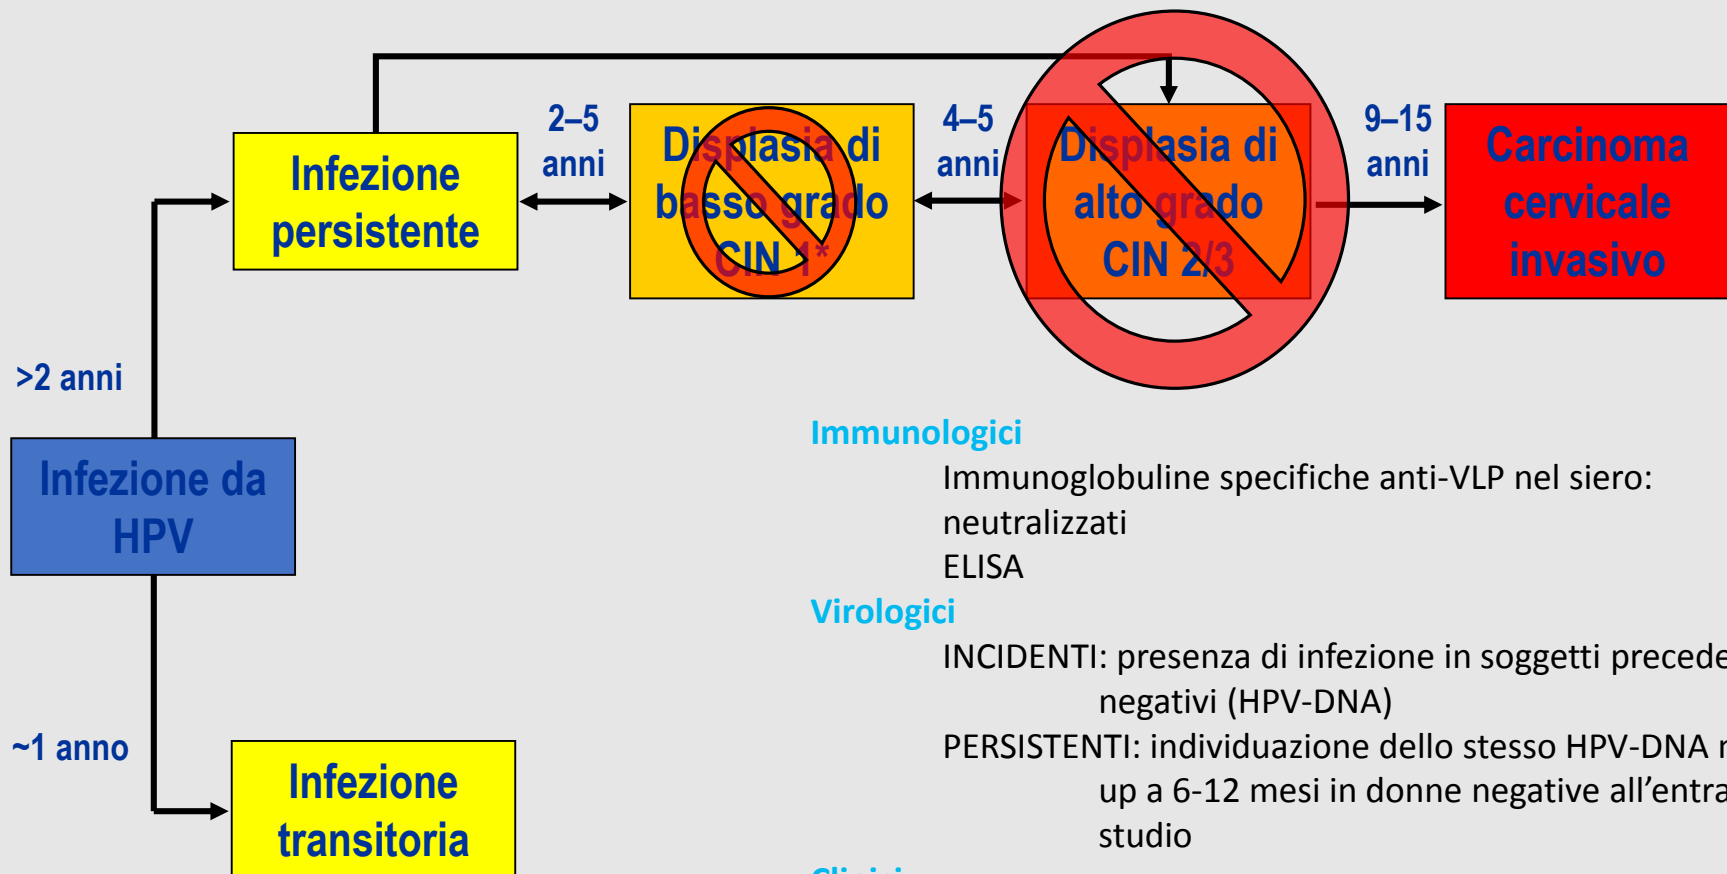 2–5
anni
4–5
anni
9–15
anni
Infezione
persistente
Displasia di
basso grado
CIN 1*
Displasia di
alto grado
CIN 2/3
Carcinoma
cervicale
invasivo
>2 anni
Infezione da
HPV
~1 anno
Infezione
transitoria
Immunologici
Immunoglobuline specifiche anti-VLP nel siero:
neutralizzati
ELISA
Virologici
INCIDENTI: presenza di infezione in soggetti precede
negativi (HPV-DNA)
PERSISTENTI: individuazione dello stesso HPV-DNA
up a 6-12 mesi in donne negative all’entra
studio